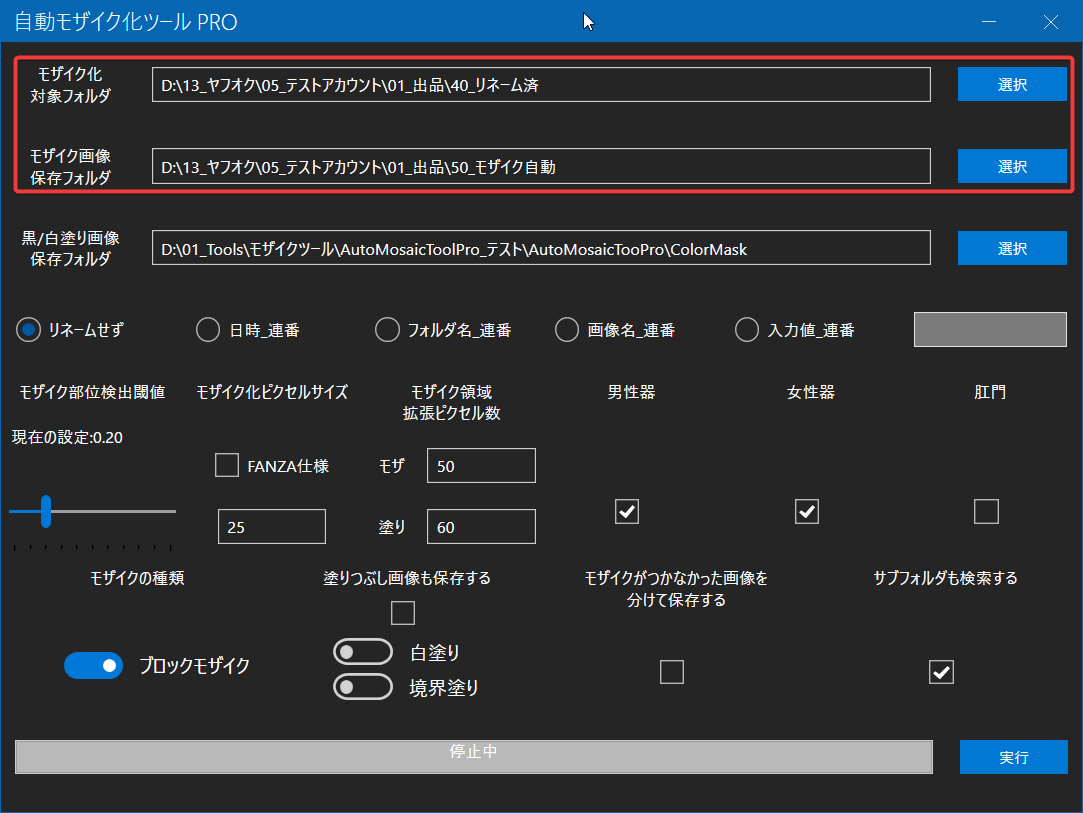 自動モザイク化ツール PRO
モザイク化
対象フォルダ
D:\13_ヤフオク\05_テストアカウント\01_出品\40_リネーム済
選択
モザイク画像
保存フォルダ
D:\13_ヤフオク\05_テストアカウント\01_出品\50_モザイク自動
選択
黒/白塗り画像
保存フォルダ
D:\01_Tools\モザイクツール\AutoMosaicToolPro_テスト\AutoMosaicTooPro\ColorMask
選択
リネームせず
日時_連番
フォルダ名_連番
画像名_連番
入力値_連番
モザイク部位検出閾値
モザイク化ピクセルサイズ
モザイク領域
拡張ピクセル数
男性器
女性器
肛門
現在の設定:0.20
FANZA仕様
モザ
50
25
塗り
60
モザイクの種類
塗りつぶし画像も保存する
モザイクがつかなかった画像を
分けて保存する
サブフォルダも検索する
ブロックモザイク
白塗り
境界塗り
停止中
実行